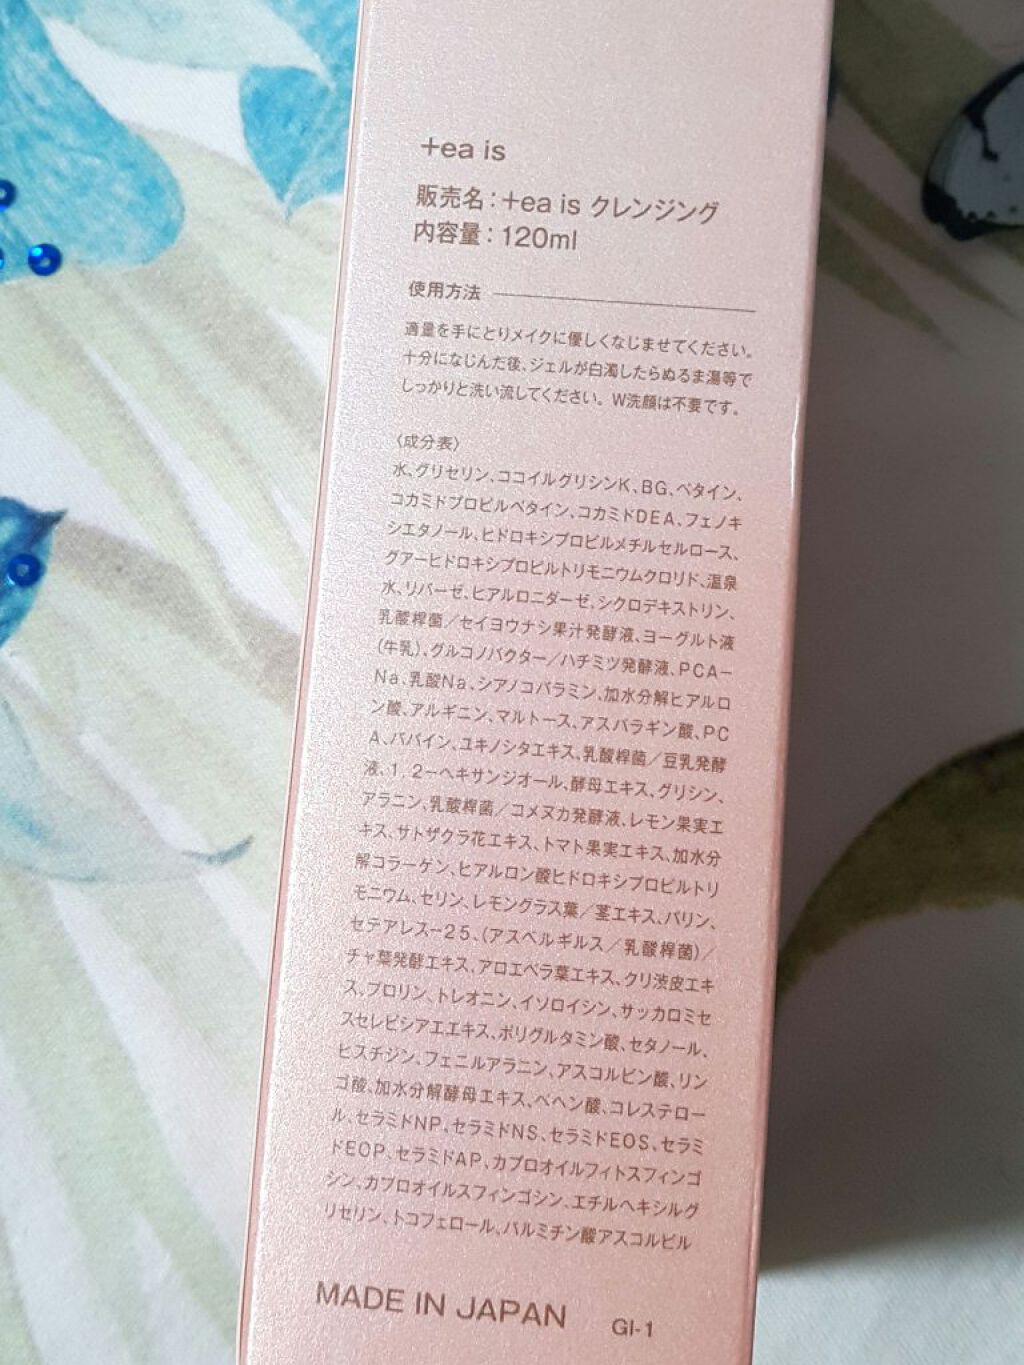 +ea is
販売名:+ea is クレンジング
内容量:120ml
使用方法
適量を手にとりメイクに優しくなじませてください。
十分になじんだ後、ジェルが白濁したらぬるま湯等で
しっかりと洗い流してください。W洗顔は不要です。
〈成分表〉
水、グリセリン、ココイルグリシンK、BG、ベタイン、
コカミドプロピルベタイン、コカミドDEA、フェノキ
シエタノール、ヒドロキシプロピルメチルセルロース、
グアーヒドロキシプロピルトリモニウムクロリド、温泉
水、リパーゼ、ヒアルロニダーゼ、シクロデキストリン、
乳酸桿菌/セイヨウナシ果汁発酵液、ヨーグルト液
(牛乳)、グルコノバクター/ハチミツ発酵液、PCA-
Na、乳酸Na、シアノコバラミン、加水分解ヒアルロ
ン酸、アルギニン、マルトース、アスパラギン酸、PC
A、パパイン、ユキノシタエキス、乳酸桿菌/豆乳発酵
液、1,2-ヘキサンジオール、酵母エキス、グリシン、
アラニン、乳酸桿菌/コメヌカ発酵液、レモン果実エ
キス、サトザクラ花エキス、トマト果実エキス、加水分
解コラーゲン、ヒアルロン酸ヒドロキシプロピルトリ
モニウム、セリン、レモングラス葉/茎エキス、バリン、
セテアレス-25、(アスペルギルス/乳酸桿菌)/
チャ葉発酵エキス、アロエベラ葉エキス、クリ渋皮エキ
ス、プロリン、トレオニン、イソロイシン、サッカロミセ
スセレビシアエエキス、ポリグルタミン酸、セタノール、
ヒスチジン、フェニルアラニン、アスコルビン酸、リン
ゴ酸、加水分解酵母エキス、ベヘン酸、コレステロー
ル、セラミドNP、セラミドNS、セラミドEOS、セラミ
ドEOP、セラミドAP、カプロオイルフィトスフィンゴ
シン、カプロオイルスフィンゴシン、エチルヘキシルグ
リセリン、トコフェロール、パルミチン酸アスコルビル
MADE IN JAPAN
GI-1